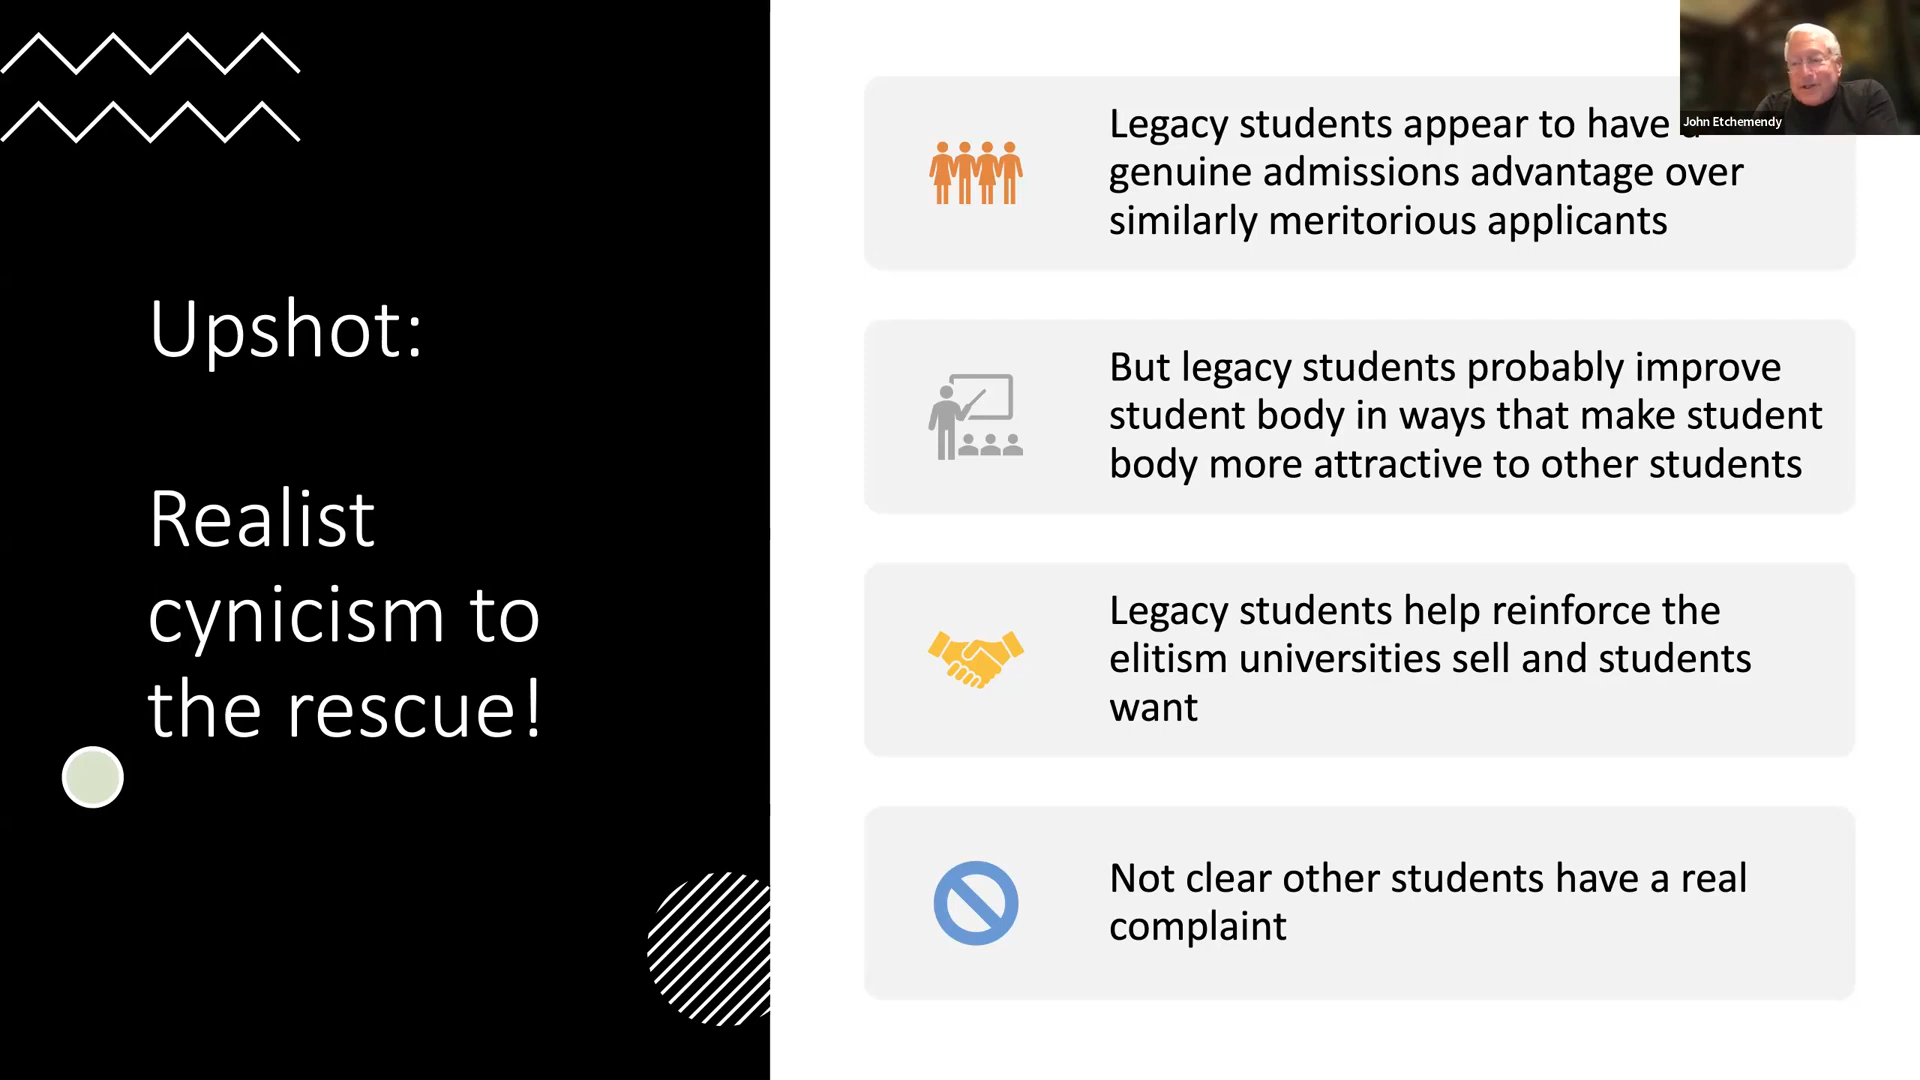 Upshot:
Realist
cynicism to
the rescue!
Legacy students appear to have
genuine admissions advantage over
similarly meritorious applicants
But legacy students probably improve
student body in ways that make student
body more attractive to other students
Legacy students help reinforce the
elitism universities sell and students
want
Not clear other students have a real
complaint
John Etchemendy